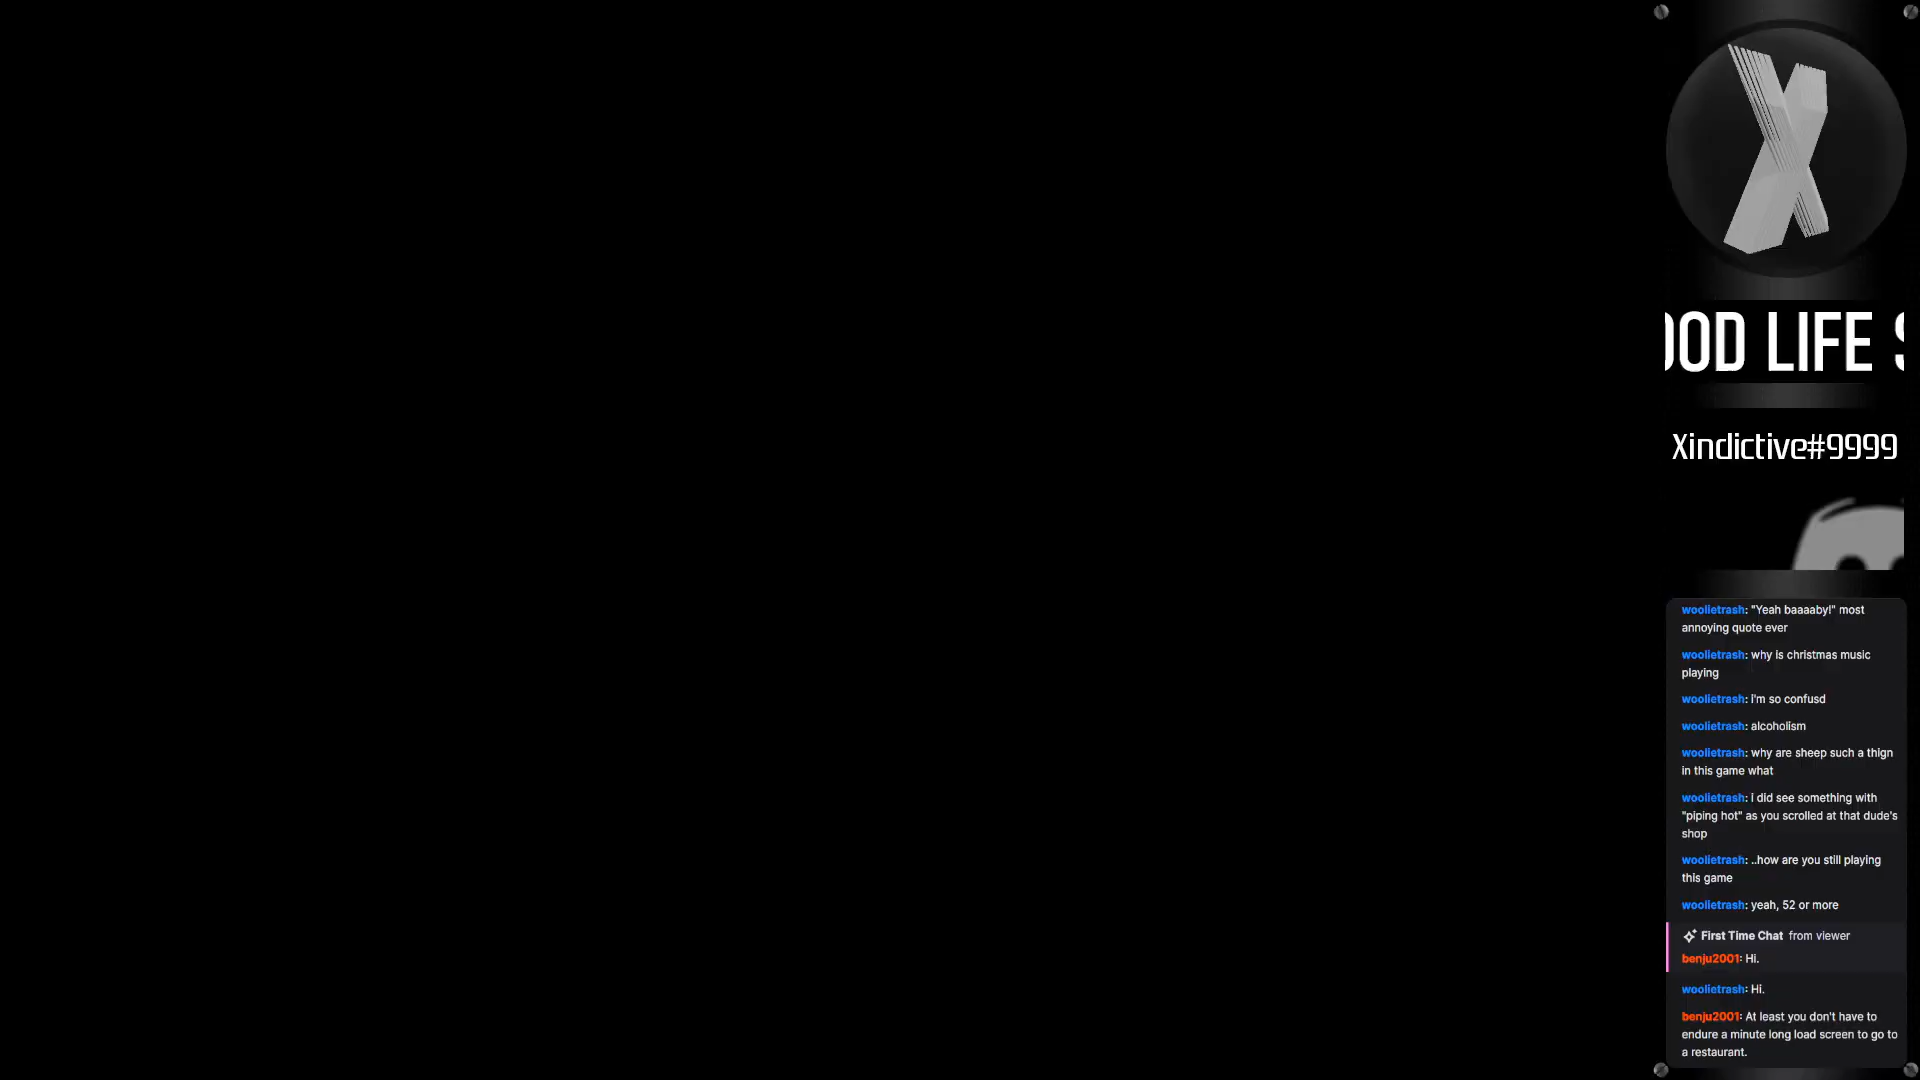 X
OOD LIFE S
Xindictive#9999
woolietrash: "Yeah baaaaby!" most
annoying quote ever
woolietrash: why is christmas music
playing
woolietrash: i'm so confusd
woolietrash: alcoholism
woolietrash: why are sheep such a thign
in this game what
woolietrash: i did see something with
"piping hot" as you scrolled at that dude's
shop
woolietrash: ..how are you still playing
this game
woolietrash: yeah, 52 or more
First Time Chat from viewer
benju2001: Hi.
woolietrash: Hi.
benju2001: At least you don't have to
endure a minute long load screen to go to
a restaurant.